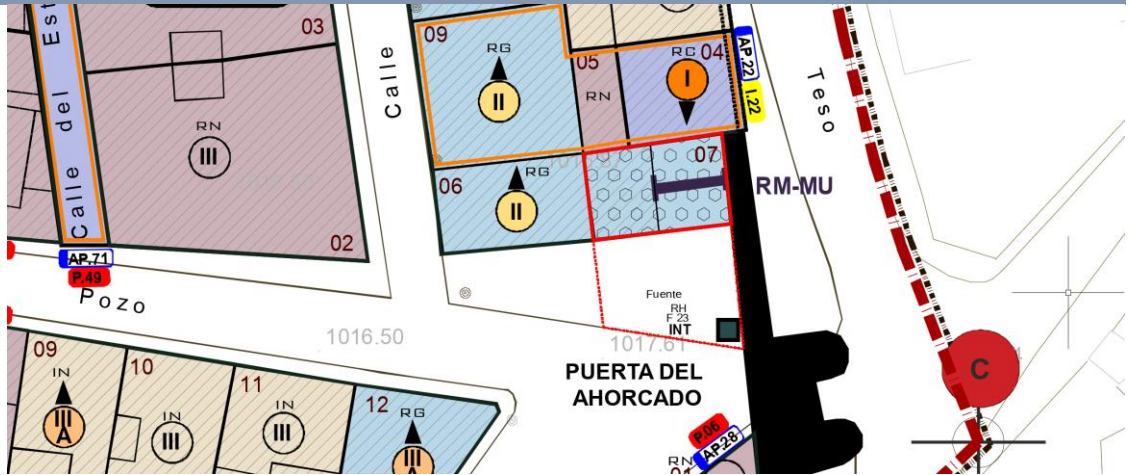 Calle del Est
03
RN
III
02
AP.71
P.49
Pozo
Calle
09
RG
II
05
RN
RC
04
I
AP.22
I.22
Teso
06
RG
II
07
RM-MU
Fuente
RH
F 23
INT
1016.50
1017.61
PUERTA DEL
AHORCADO
C
09
IN
III
A
10
IN
III
11
IN
III
12
RG
III
P.06
AP.28
RN